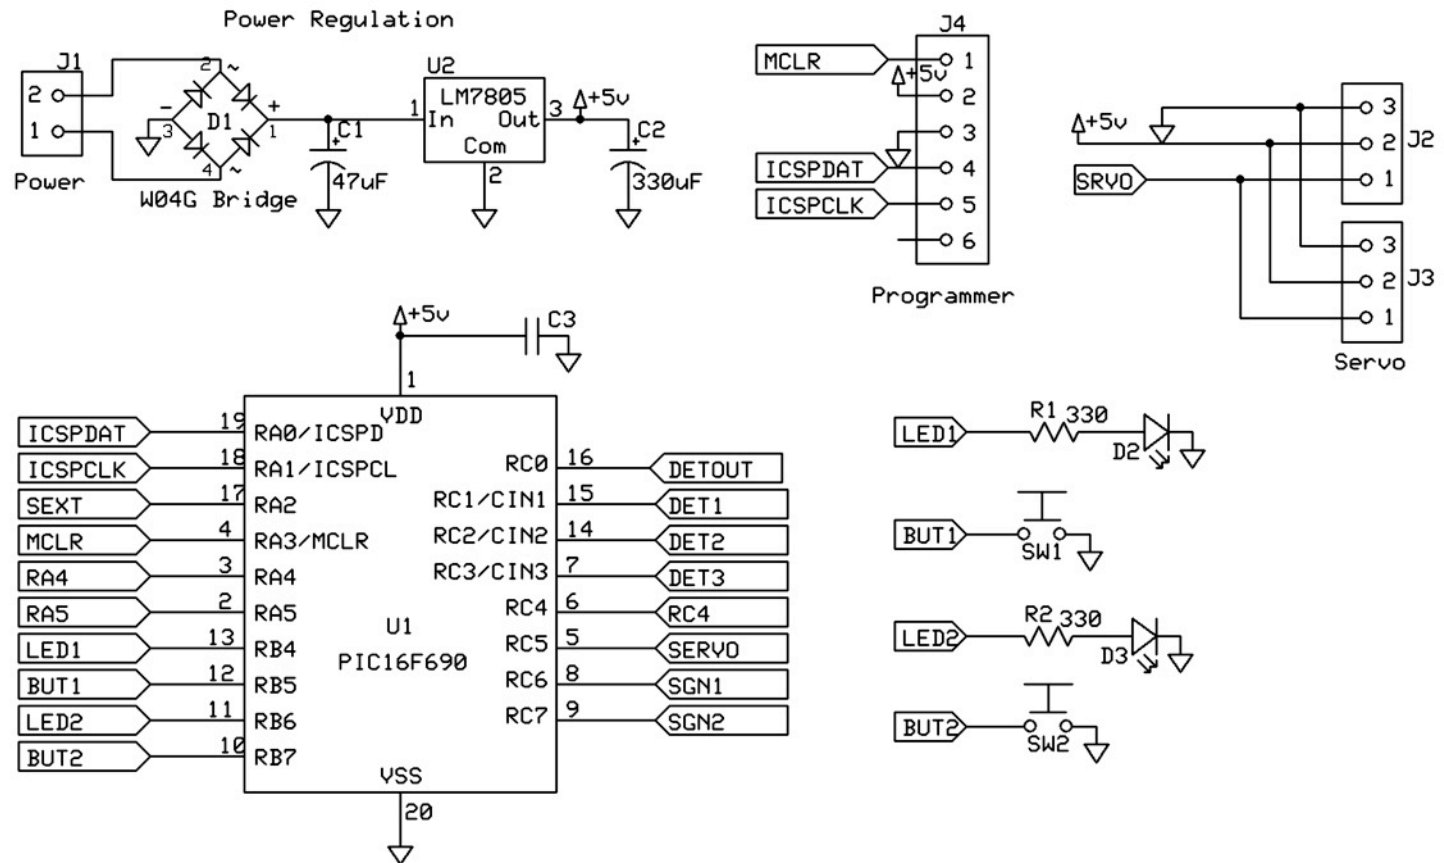 Power Regulation
J1
2
1
Power
2
~
-
D1
+
3
1
4
~
W04G Bridge
C1
+
47uF
U2
LM7805
1
In
Out
3
Com
2
+5v
C2
+
330uF
J4
MCLR
1
+5v
2
3
ICSPDAT
4
ICSPCLK
5
6
Programmer
+5v
SRVO
3
2
1
J2
3
2
1
J3
Servo
+5v
C3
1
VDD
ICSPDAT 19 RA0/ICSPD
ICSPCLK 18 RA1/ICSPCL
SEXT 17 RA2
MCLR 4 RA3/MCLR
RA4 3 RA4
RA5 2 RA5
LED1 13 RB4
BUT1 12 RB5
LED2 11 RB6
BUT2 10 RB7
U1
PIC16F690
RC0 16 DETOUT
RC1/CIN1 15 DET1
RC2/CIN2 14 DET2
RC3/CIN3 7 DET3
RC4 6 RC4
RC5 5 SERVO
RC6 8 SGN1
RC7 9 SGN2
VSS
20
LED1
R1 330
D2
BUT1
SW1
LED2
R2 330
D3
BUT2
SW2